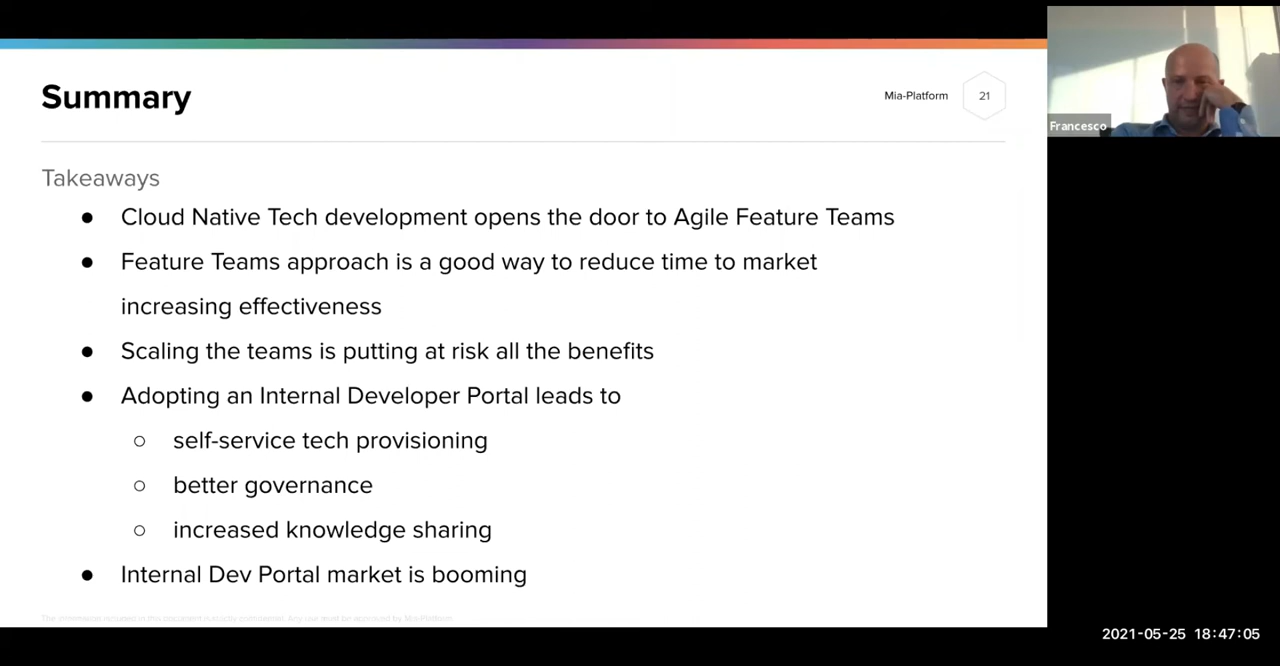 Summary
Mia-Platform
21
Francesco
Takeaways
● Cloud Native Tech development opens the door to Agile Feature Teams
● Feature Teams approach is a good way to reduce time to market
increasing effectiveness
● Scaling the teams is putting at risk all the benefits
● Adopting an Internal Developer Portal leads to
○ self-service tech provisioning
○ better governance
○ increased knowledge sharing
● Internal Dev Portal market is booming
2021-05-25 18:47:05